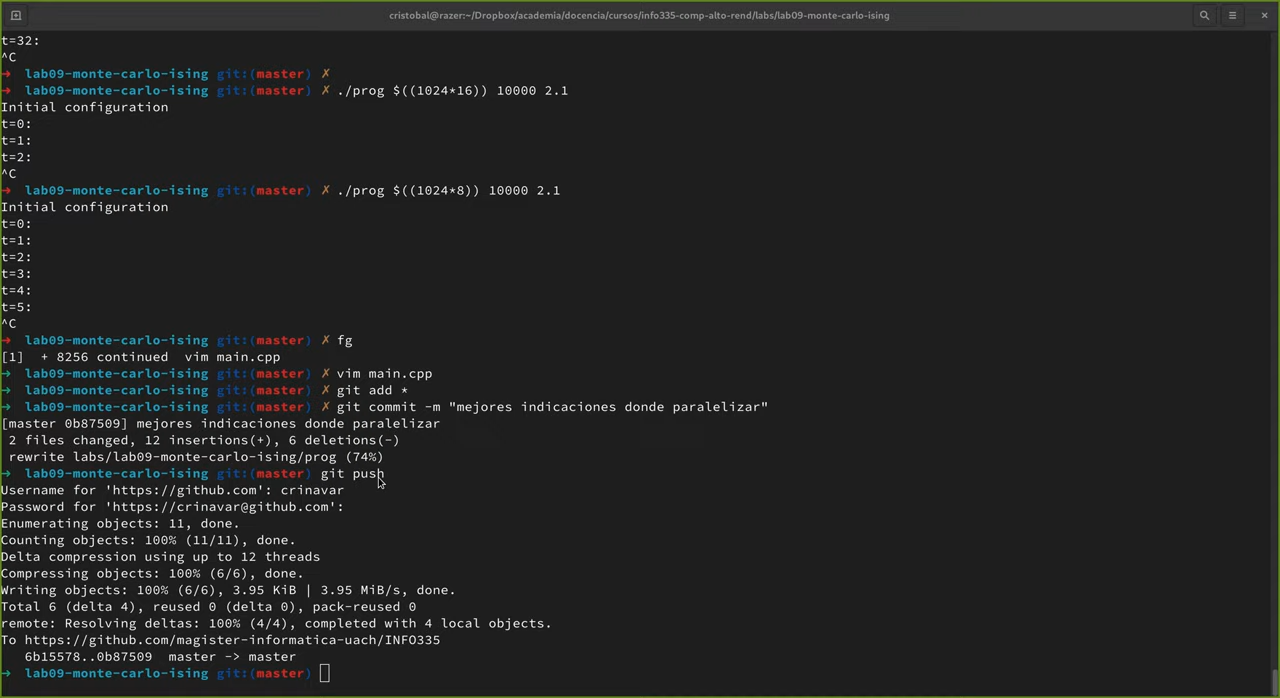 cristobal@razer:~/Dropbox/academia/docencia/cursos/info335-comp-alto-rend/labs/lab09-monte-carlo-ising
t=32:
^C
→ lab09-monte-carlo-ising git:(master) ✗
→ lab09-monte-carlo-ising git:(master) ✗ ./prog $((1024*16)) 10000 2.1
Initial configuration
t=0:
t=1:
t=2:
^C
→ lab09-monte-carlo-ising git:(master) ✗ ./prog $((1024*8)) 10000 2.1
Initial configuration
t=0:
t=1:
t=2:
t=3:
t=4:
t=5:
^C
→ lab09-monte-carlo-ising git:(master) ✗ fg
[1]  + 8256 continued  vim main.cpp
→ lab09-monte-carlo-ising git:(master) ✗ vim main.cpp
→ lab09-monte-carlo-ising git:(master) ✗ git add *
→ lab09-monte-carlo-ising git:(master) ✗ git commit -m "mejores indicaciones donde paralelizar"
[master 0b87509] mejores indicaciones donde paralelizar
2 files changed, 12 insertions(+), 6 deletions(-)
rewrite labs/lab09-monte-carlo-ising/prog (74%)
→ lab09-monte-carlo-ising git:(master) git push
Username for 'https://github.com': crinavar
Password for 'https://crinavar@github.com':
Enumerating objects: 11, done.
Counting objects: 100% (11/11), done.
Delta compression using up to 12 threads
Compressing objects: 100% (6/6), done.
Writing objects: 100% (6/6), 3.95 KiB | 3.95 MiB/s, done.
Total 6 (delta 4), reused 0 (delta 0), pack-reused 0
remote: Resolving deltas: 100% (4/4), completed with 4 local objects.
To https://github.com/magister-informatica-uach/INFO335
6b15578..0b87509  master -> master
→ lab09-monte-carlo-ising git:(master)